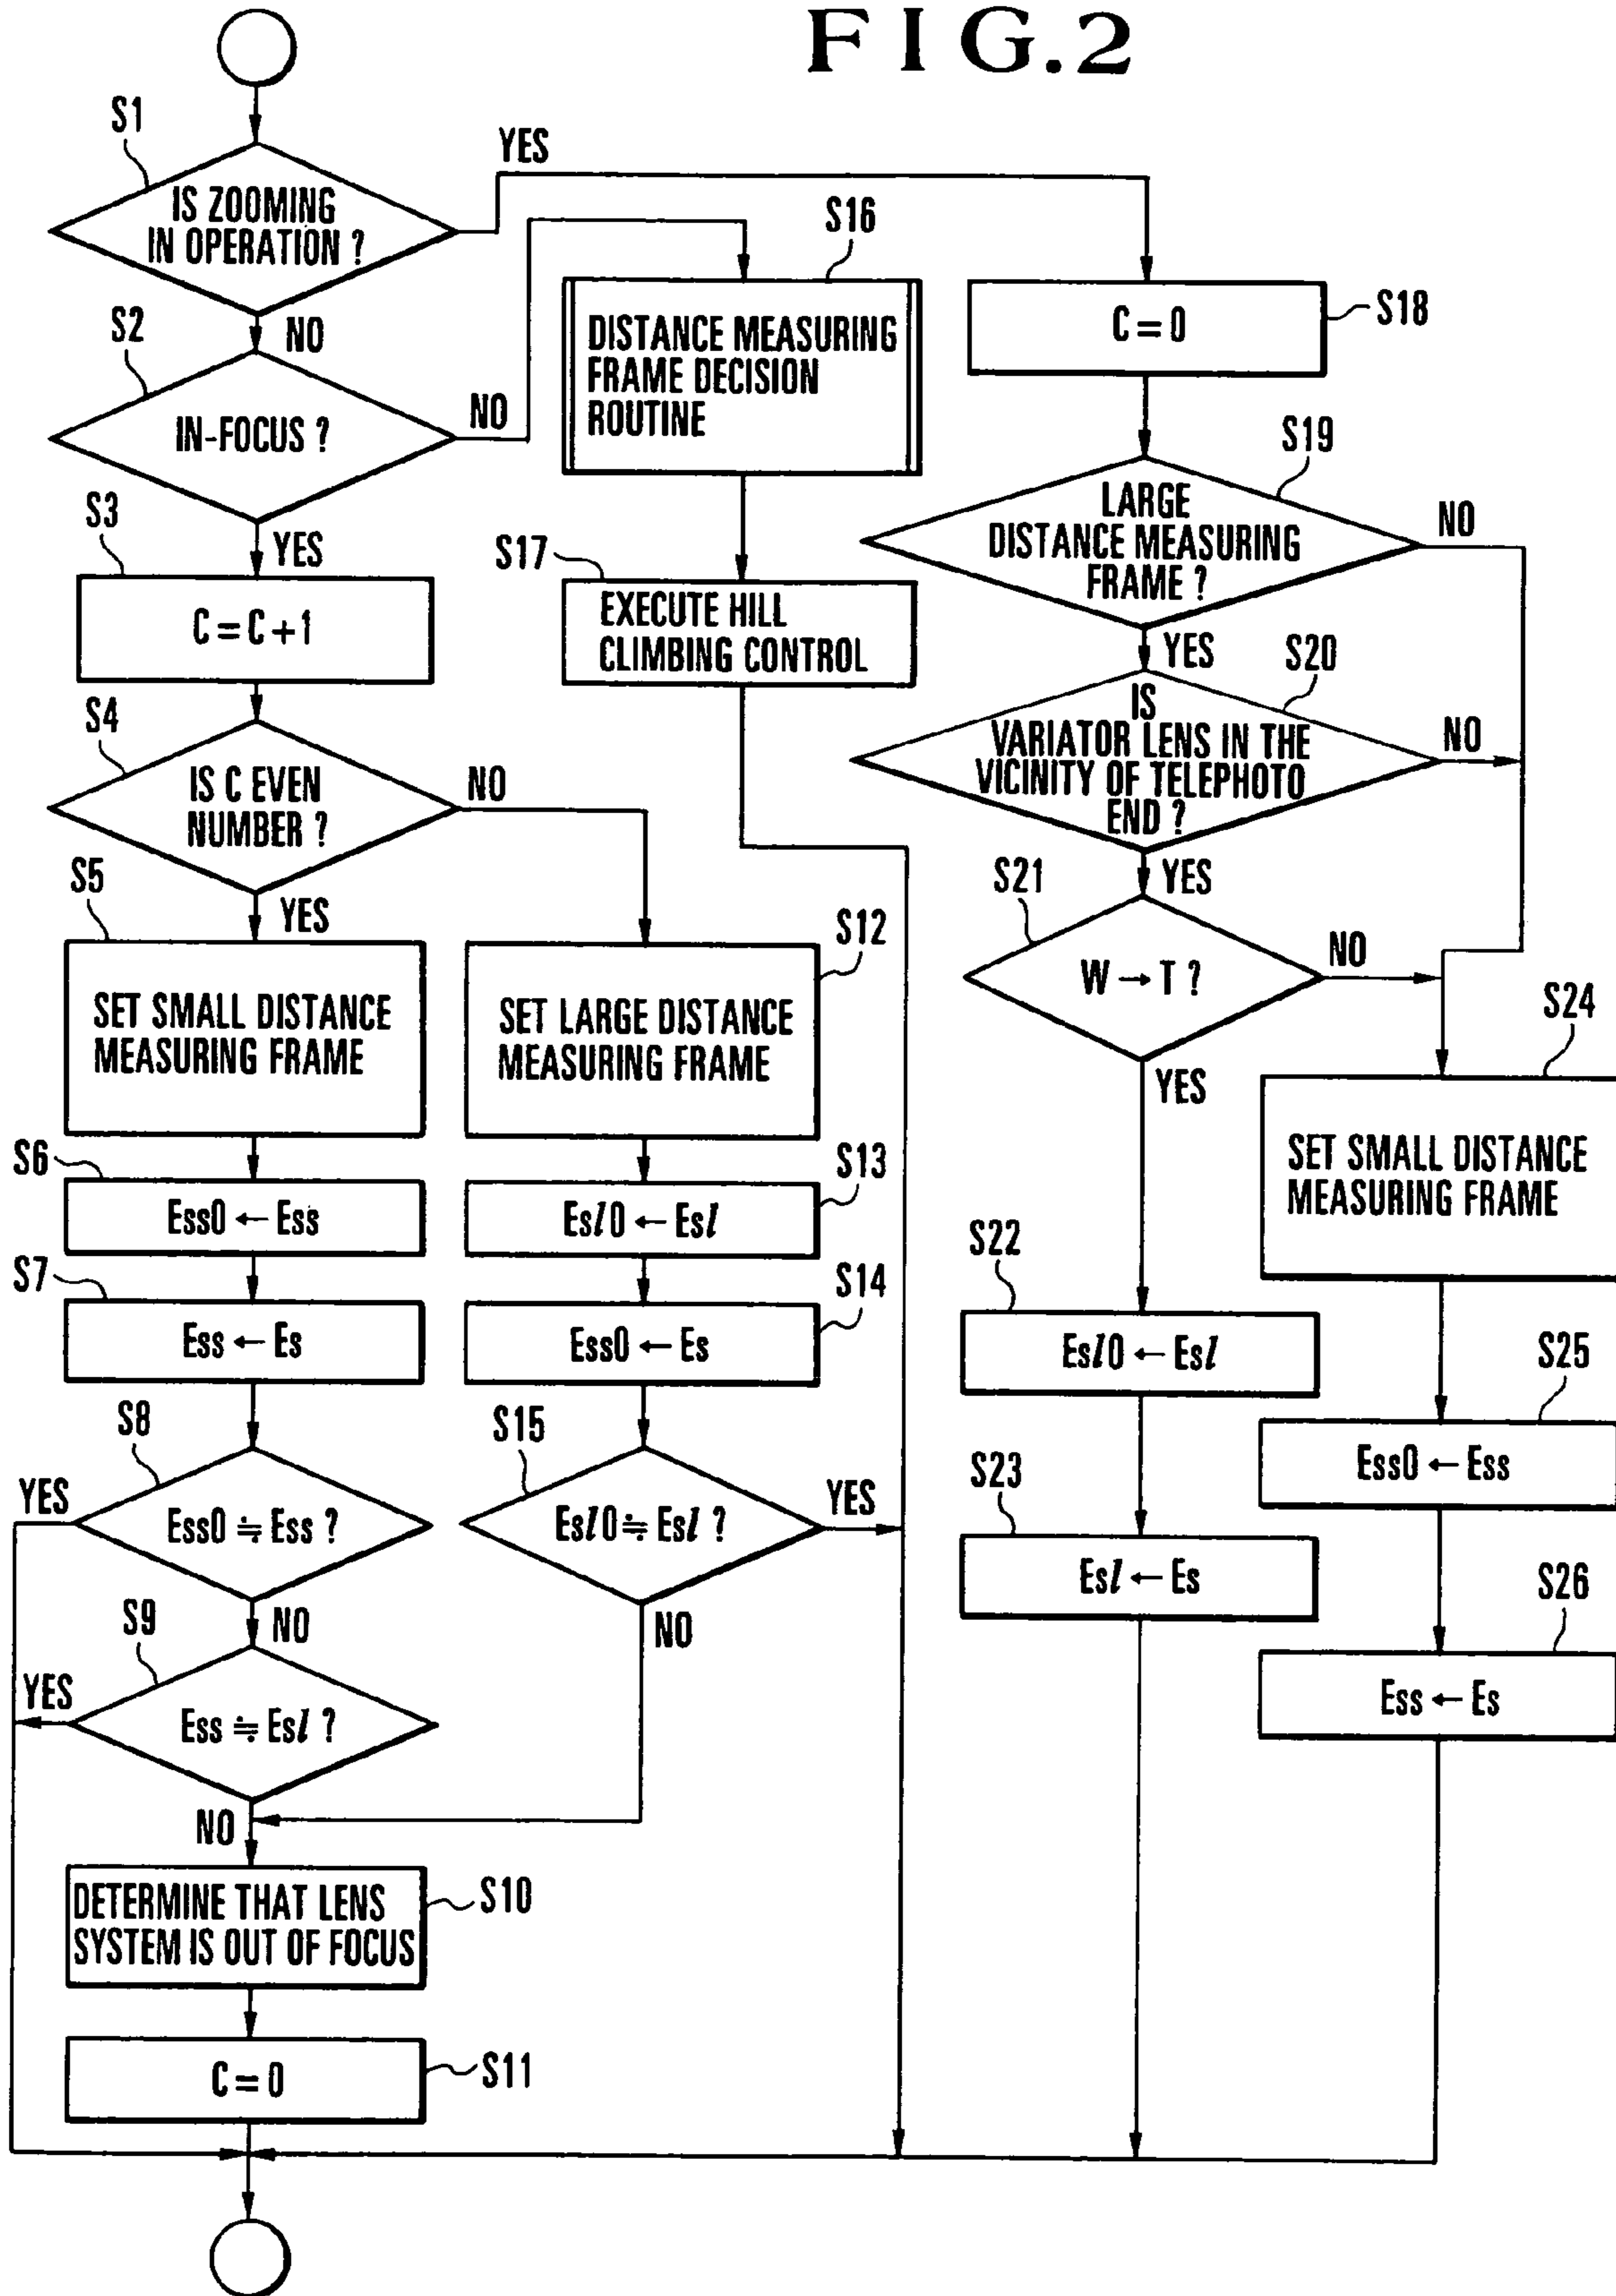 FIG.2
S1
IS ZOOMING
IN OPERATION ?
YES
NO
S2
IN-FOCUS ?
NO
YES
S3
C = C + 1
S4
IS C EVEN
NUMBER ?
NO
YES
S5
SET SMALL DISTANCE
MEASURING FRAME
S6
Ess0 ← Ess
S7
Ess ← Es
S8
Ess0 ≒ Ess ?
YES
NO
S9
Ess ≒ Esl ?
YES
NO
S10
DETERMINE THAT LENS
SYSTEM IS OUT OF FOCUS
S11
C = 0
S12
SET LARGE DISTANCE
MEASURING FRAME
S13
Esl0 ← Esl
S14
Ess0 ← Es
S15
Esl0 ≒ Esl ?
YES
NO
S16
DISTANCE MEASURING
FRAME DECISION
ROUTINE
S17
EXECUTE HILL
CLIMBING CONTROL
S18
C = 0
S19
LARGE
DISTANCE MEASURING
FRAME ?
NO
YES
S20
IS
VARIATOR LENS IN THE
VICINITY OF TELEPHOTO
END ?
NO
YES
S21
W → T ?
NO
YES
S22
Esl0 ← Esl
S23
Esl ← Es
S24
SET SMALL DISTANCE
MEASURING FRAME
S25
Ess0 ← Ess
S26
Ess ← Es